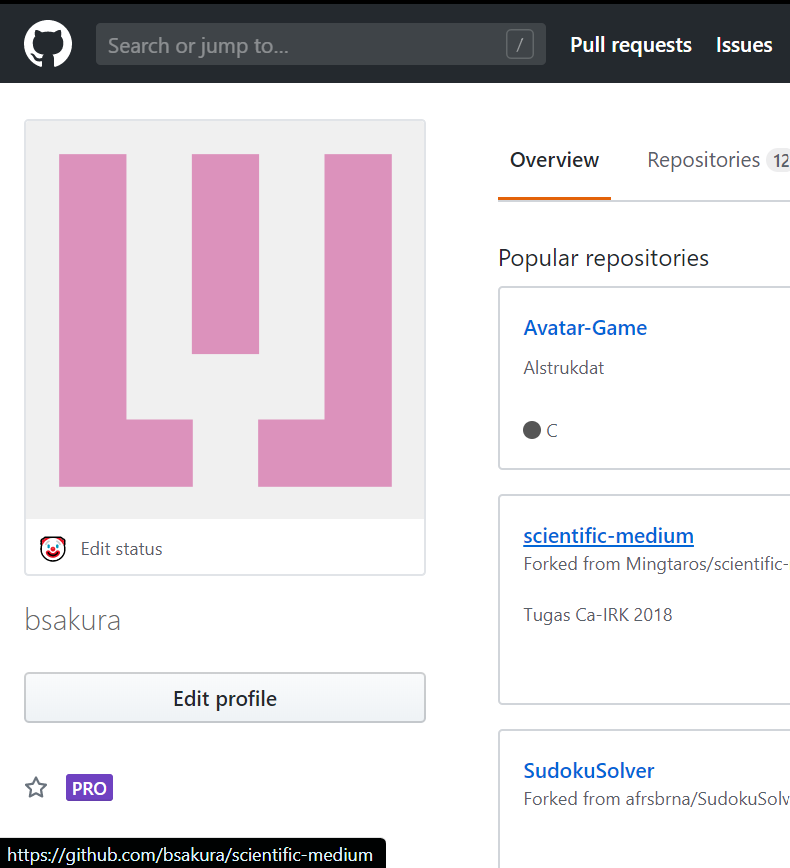 Search or jump to...
/
Pull requests
Issues
Overview
Repositories 12
Popular repositories
Avatar-Game
Alstrukdat
C
scientific-medium
Forked from Mingtaros/scientific-
Tugas Ca-IRK 2018
SudokuSolver
Forked from afrsbrna/SudokuSolv
Edit status
bsakura
Edit profile
PRO
https://github.com/bsakura/scientific-medium